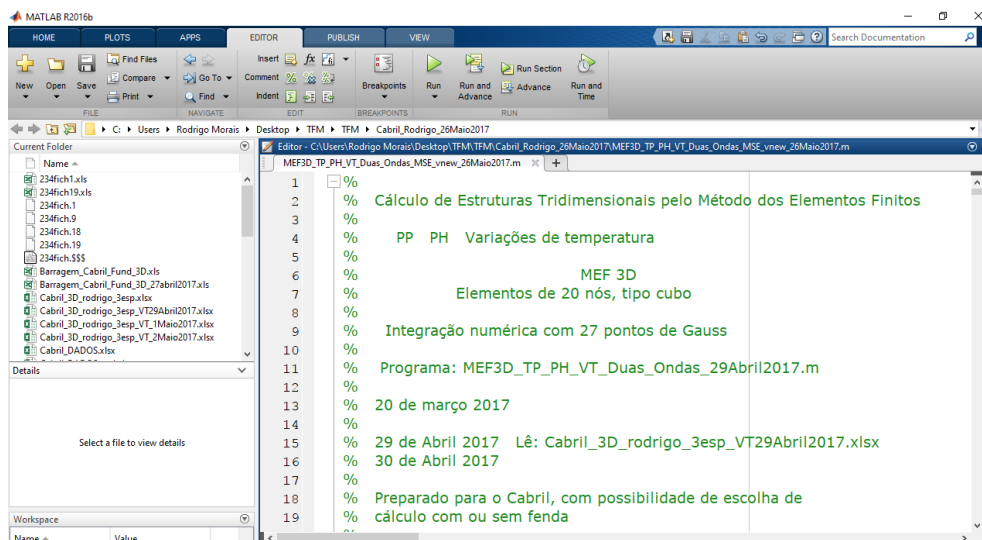 MATLAB R2016b
HOME PLOTS APPS EDITOR PUBLISH VIEW
Search Documentation
New Open Save
Find Files
Compare
Print
FILE
Go To
Find
NAVIGATE
Insert
Comment
Indent
EDIT
Breakpoints
BREAKPOINTS
Run
Run and Advance
Run Section
Advance
Run and Time
RUN
C: Users Rodrigo Morais Desktop TFM TFM Cabril_Rodrigo_26Maio2017
Current Folder
Name
234fich1.xls
234fich19.xls
234fich.1
234fich.9
234fich.18
234fich.19
234fich.$$$
Barragem_Cabril_Fund_3D.xls
Barragem_Cabril_Fund_3D_27abril2017.xls
Cabril_3D_rodrigo_3esp.xlsx
Cabril_3D_rodrigo_3esp_VT29Abril2017.xlsx
Cabril_3D_rodrigo_3esp_VT_1Maio2017.xlsx
Cabril_3D_rodrigo_3esp_VT_2Maio2017.xlsx
Cabril_DADOS.xlsx
Details
Select a file to view details
Workspace
Name Value
Editor - C:\Users\Rodrigo Morais\Desktop\TFM\TFM\Cabril_Rodrigo_26Maio2017\MEF3D_TP_PH_VT_Duas_Ondas_MSE_vnew_26Maio2017.m
MEF3D_TP_PH_VT_Duas_Ondas_MSE_vnew_26Maio2017.m
1 %
2 % Cálculo de Estruturas Tridimensionais pelo Método dos Elementos Finitos
3 %
4 % PP PH Variações de temperatura
5 %
6 % MEF 3D
7 % Elementos de 20 nós, tipo cubo
8 %
9 % Integração numérica com 27 pontos de Gauss
10 %
11 % Programa: MEF3D_TP_PH_VT_Duas_Ondas_29Abril2017.m
12 %
13 % 20 de março 2017
14 %
15 % 29 de Abril 2017 Lê: Cabril_3D_rodrigo_3esp_VT29Abril2017.xlsx
16 % 30 de Abril 2017
17 %
18 % Preparado para o Cabril, com possibilidade de escolha de
19 % cálculo com ou sem fenda